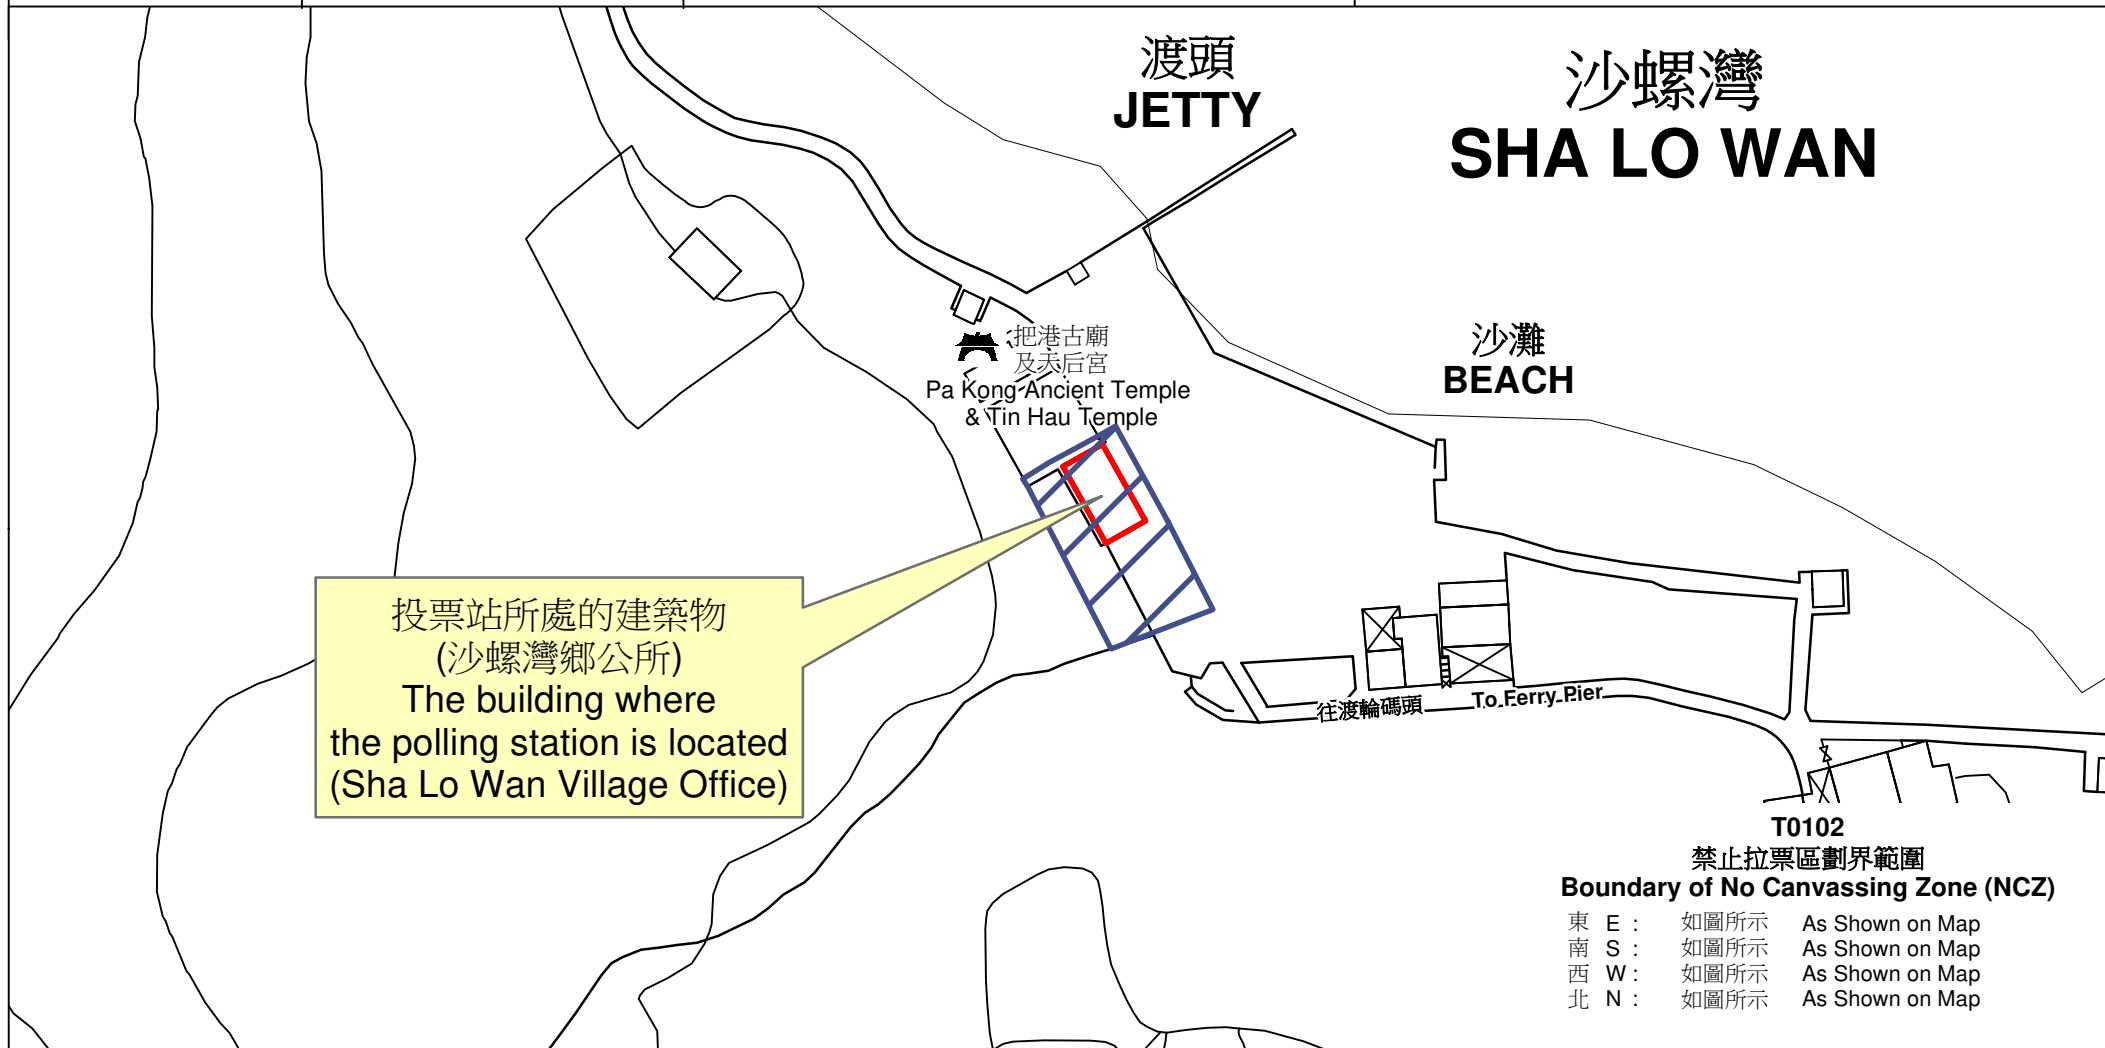 渡頭
JETTY
沙螺灣
SHA LO WAN
把港古廟
及天后宮
Pa Kong Ancient Temple
& Tin Hau Temple
沙灘
BEACH
投票站所處的建築物
(沙螺灣鄉公所)
The building where
the polling station is located
(Sha Lo Wan Village Office)
往渡輪碼頭 To Ferry Pier
T0102
禁止拉票區劃界範圍
Boundary of No Canvassing Zone (NCZ)
東 E : 如圖所示 As Shown on Map
南 S : 如圖所示 As Shown on Map
西 W : 如圖所示 As Shown on Map
北 N : 如圖所示 As Shown on Map